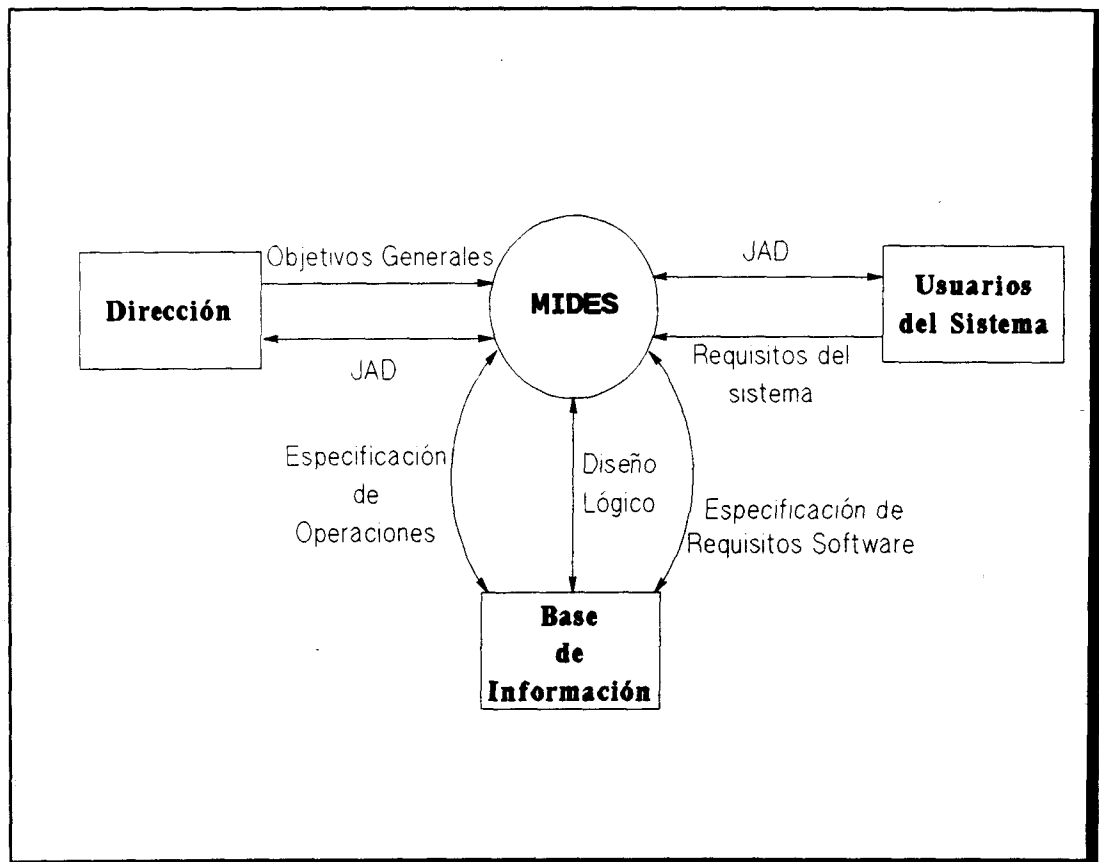 Objetivos Generales
Dirección
JAD
MIDES
JAD
Usuarios
del Sistema
Requisitos del
sistema
Especificación
de
Operaciones
Diseño
Lógico
Especificación de
Requisitos Software
Base
de
Información